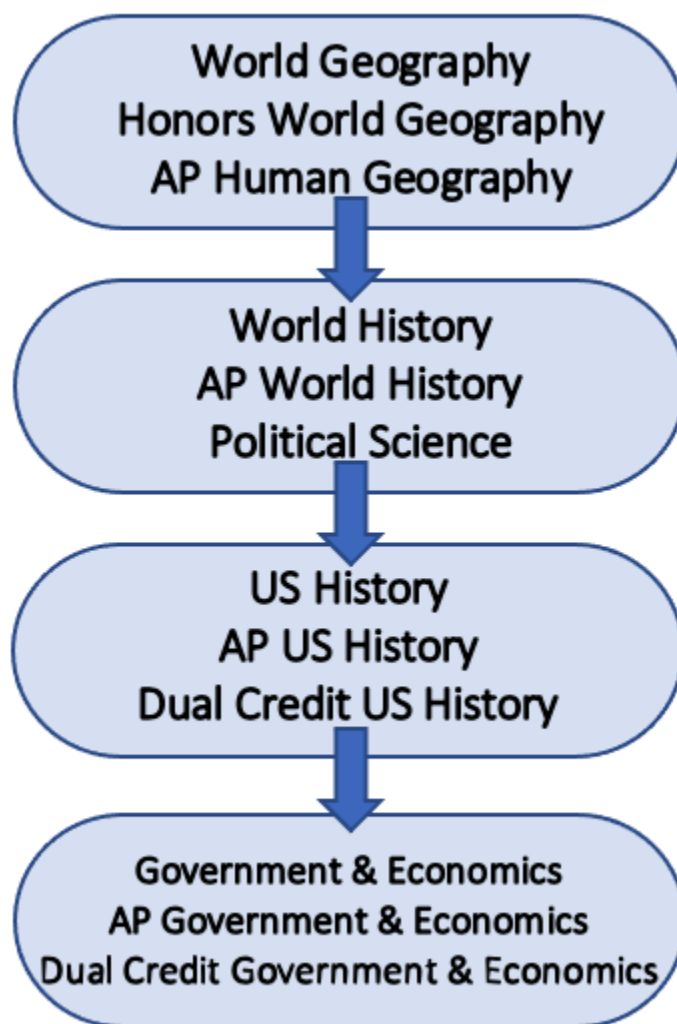 World Geography
Honors World Geography
AP Human Geography
World History
AP World History
Political Science
US History
AP US History
Dual Credit US History
Government & Economics
AP Government & Economics
Dual Credit Government & Economics